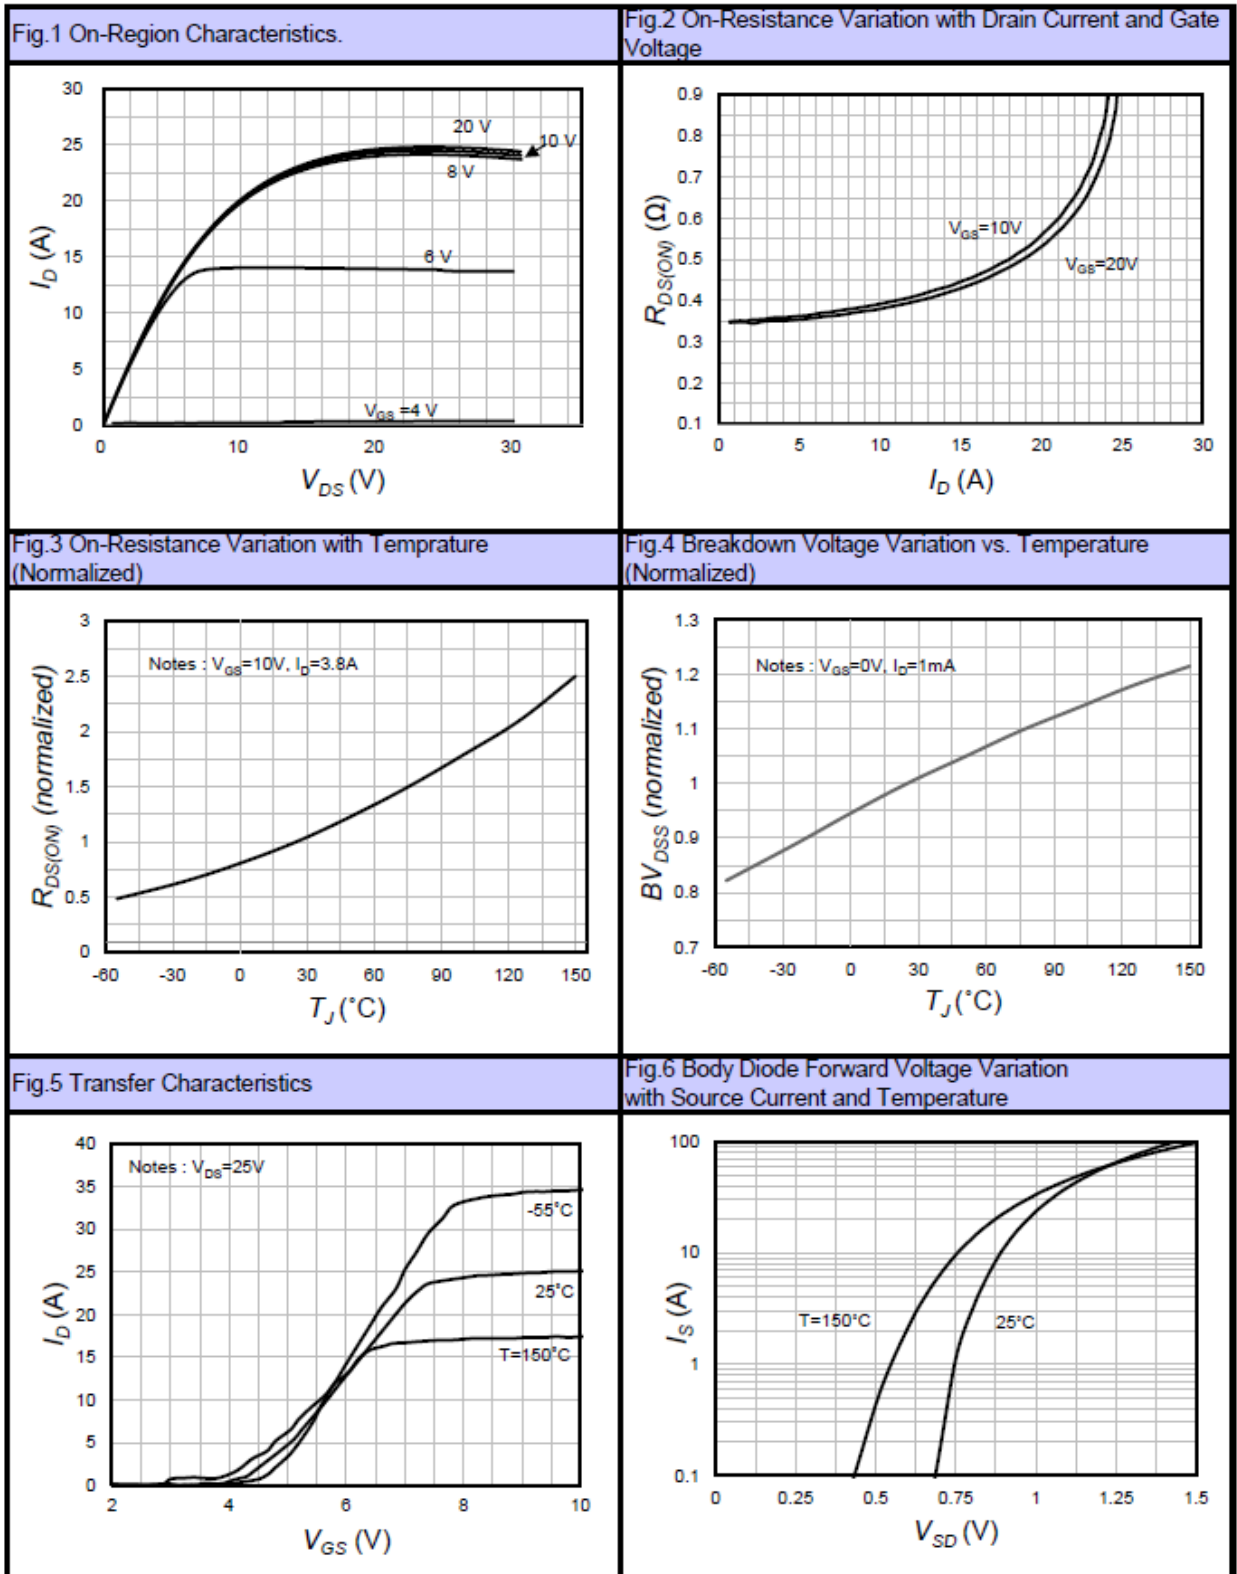 Fig.1 On-Region Characteristics.
Fig.2 On-Resistance Variation with Drain Current and Gate
Voltage
30
25
20
15
10
5
0
0 10 20 30
20 V
10 V
8 V
6 V
VGS =4 V
ID (A)
VDS (V)
0.9
0.8
0.7
0.6
0.5
0.4
0.3
0.2
0.1
0 5 10 15 20 25 30
VGS=10V
VGS=20V
RDS(ON) (Ω)
ID (A)
Fig.3 On-Resistance Variation with Temprature
(Normalized)
Fig.4 Breakdown Voltage Variation vs. Temperature
(Normalized)
3
2.5
2
1.5
1
0.5
0
-60 -30 0 30 60 90 120 150
Notes : VGS=10V, ID=3.8A
RDS(ON) (normalized)
TJ (°C)
1.3
1.2
1.1
1
0.9
0.8
0.7
-60 -30 0 30 60 90 120 150
Notes : VGS=0V, ID=1mA
BVDSS (normalized)
TJ (°C)
Fig.5 Transfer Characteristics
Fig.6 Body Diode Forward Voltage Variation
with Source Current and Temperature
40
35
30
25
20
15
10
5
0
2 4 6 8 10
Notes : VDS=25V
-55°C
25°C
T=150°C
ID (A)
VGS (V)
100
10
1
0.1
0 0.25 0.5 0.75 1 1.25 1.5
T=150°C
25°C
IS (A)
VSD (V)